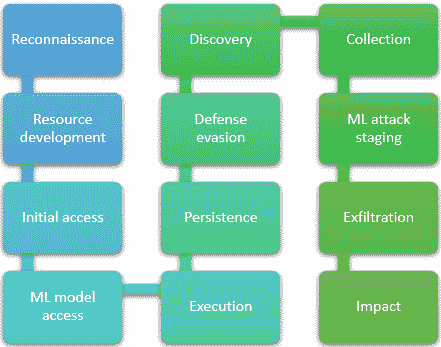 Reconnaissance
Resource
development
Initial access
ML model
access
Execution
Persistence
Defense
evasion
Discovery
Collection
ML attack
staging
Exfiltration
Impact